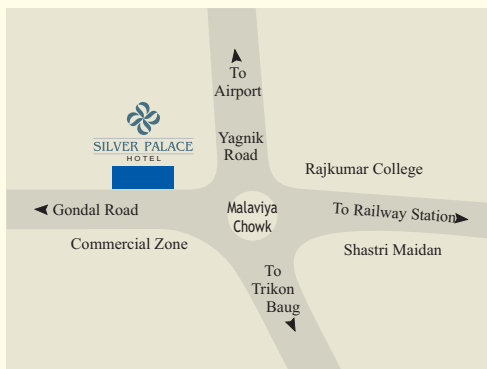 To
Airport
SILVER PALACE
HOTEL
Yagnik
Road
Rajkumar College
Gondal Road
Malaviya
Chowk
To Railway Station
Commercial Zone
Shastri Maidan
To
Trikon
Baug